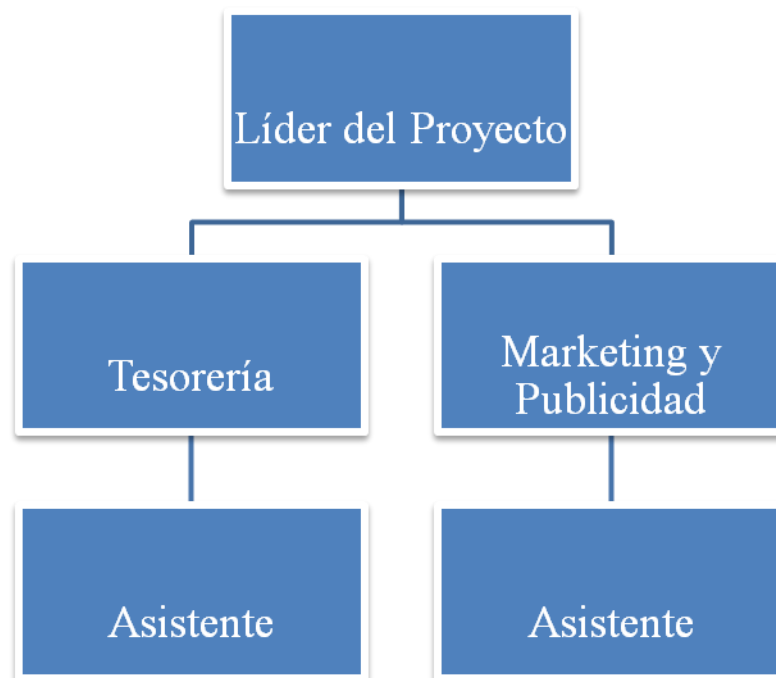 Líder del Proyecto
Tesorería
Marketing y
Publicidad
Asistente
Asistente